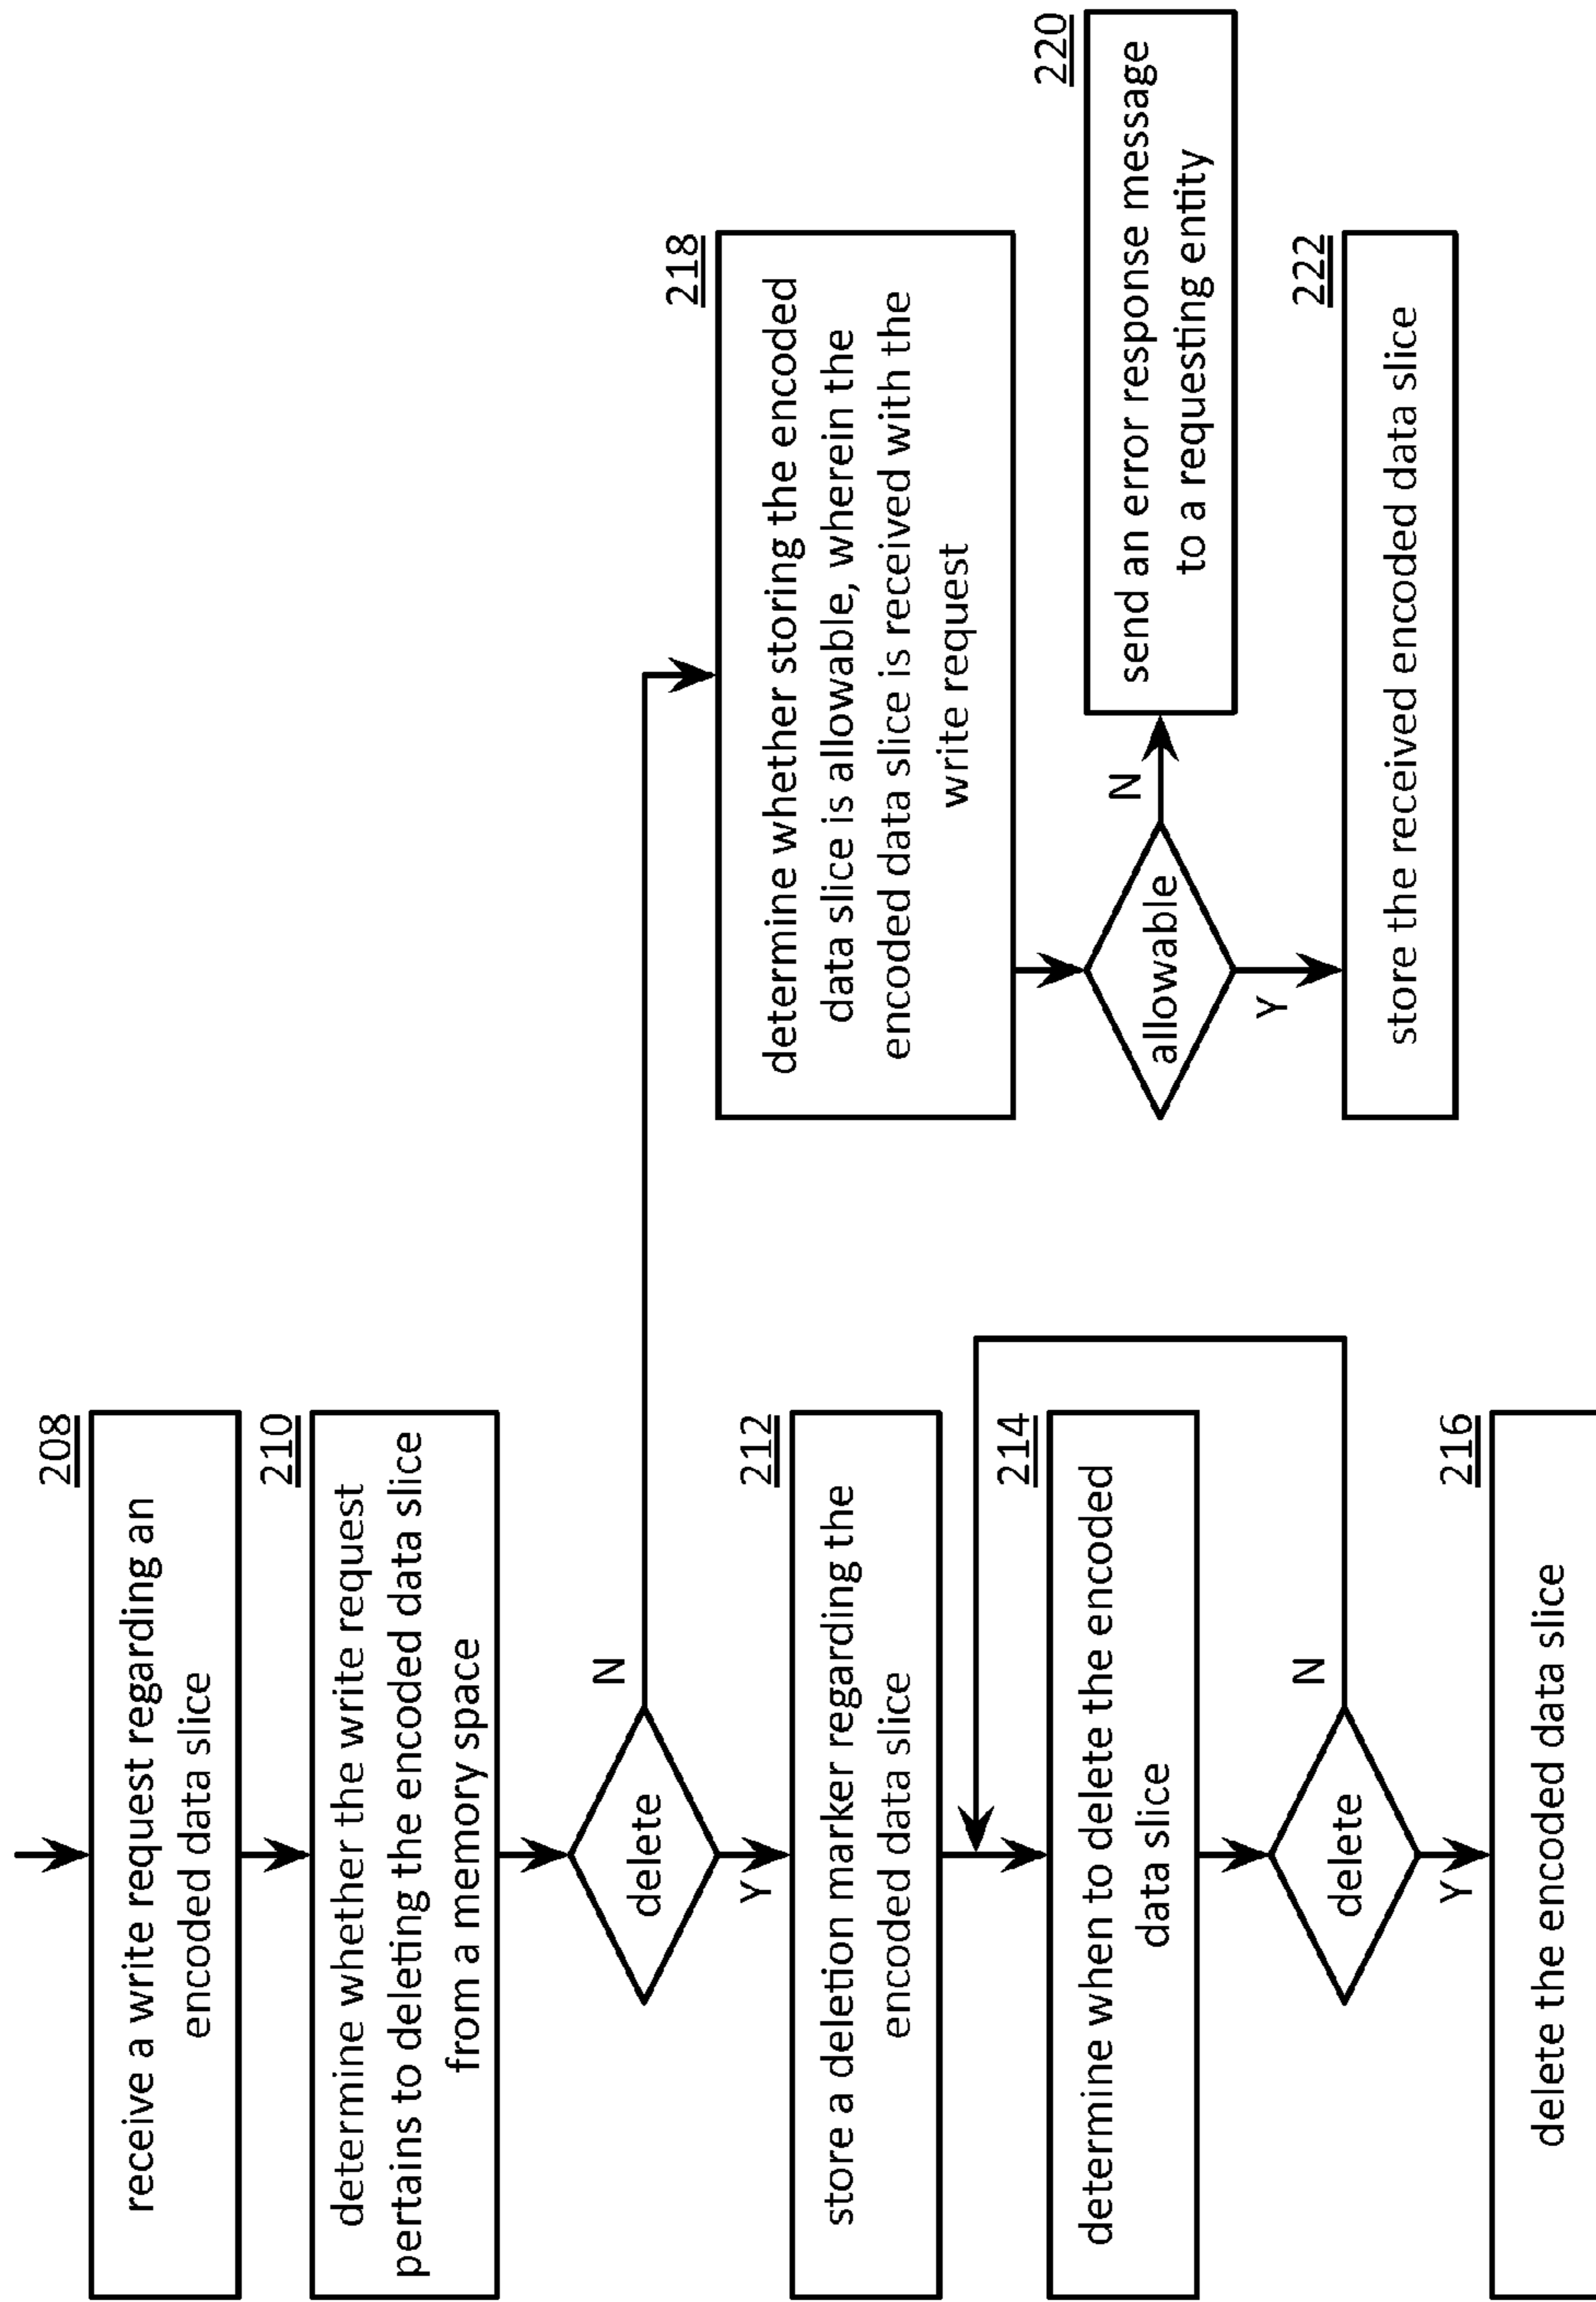 208
receive a write request regarding an
encoded data slice
210
determine whether the write request
pertains to deleting the encoded data slice
from a memory space
delete
N
Y
212
store a deletion marker regarding the
encoded data slice
214
determine when to delete the encoded
data slice
delete
N
Y
216
delete the encoded data slice
218
determine whether storing the encoded
data slice is allowable, wherein the
encoded data slice is received with the
write request
allowable
N
Y
220
send an error response message
to a requesting entity
222
store the received encoded data slice